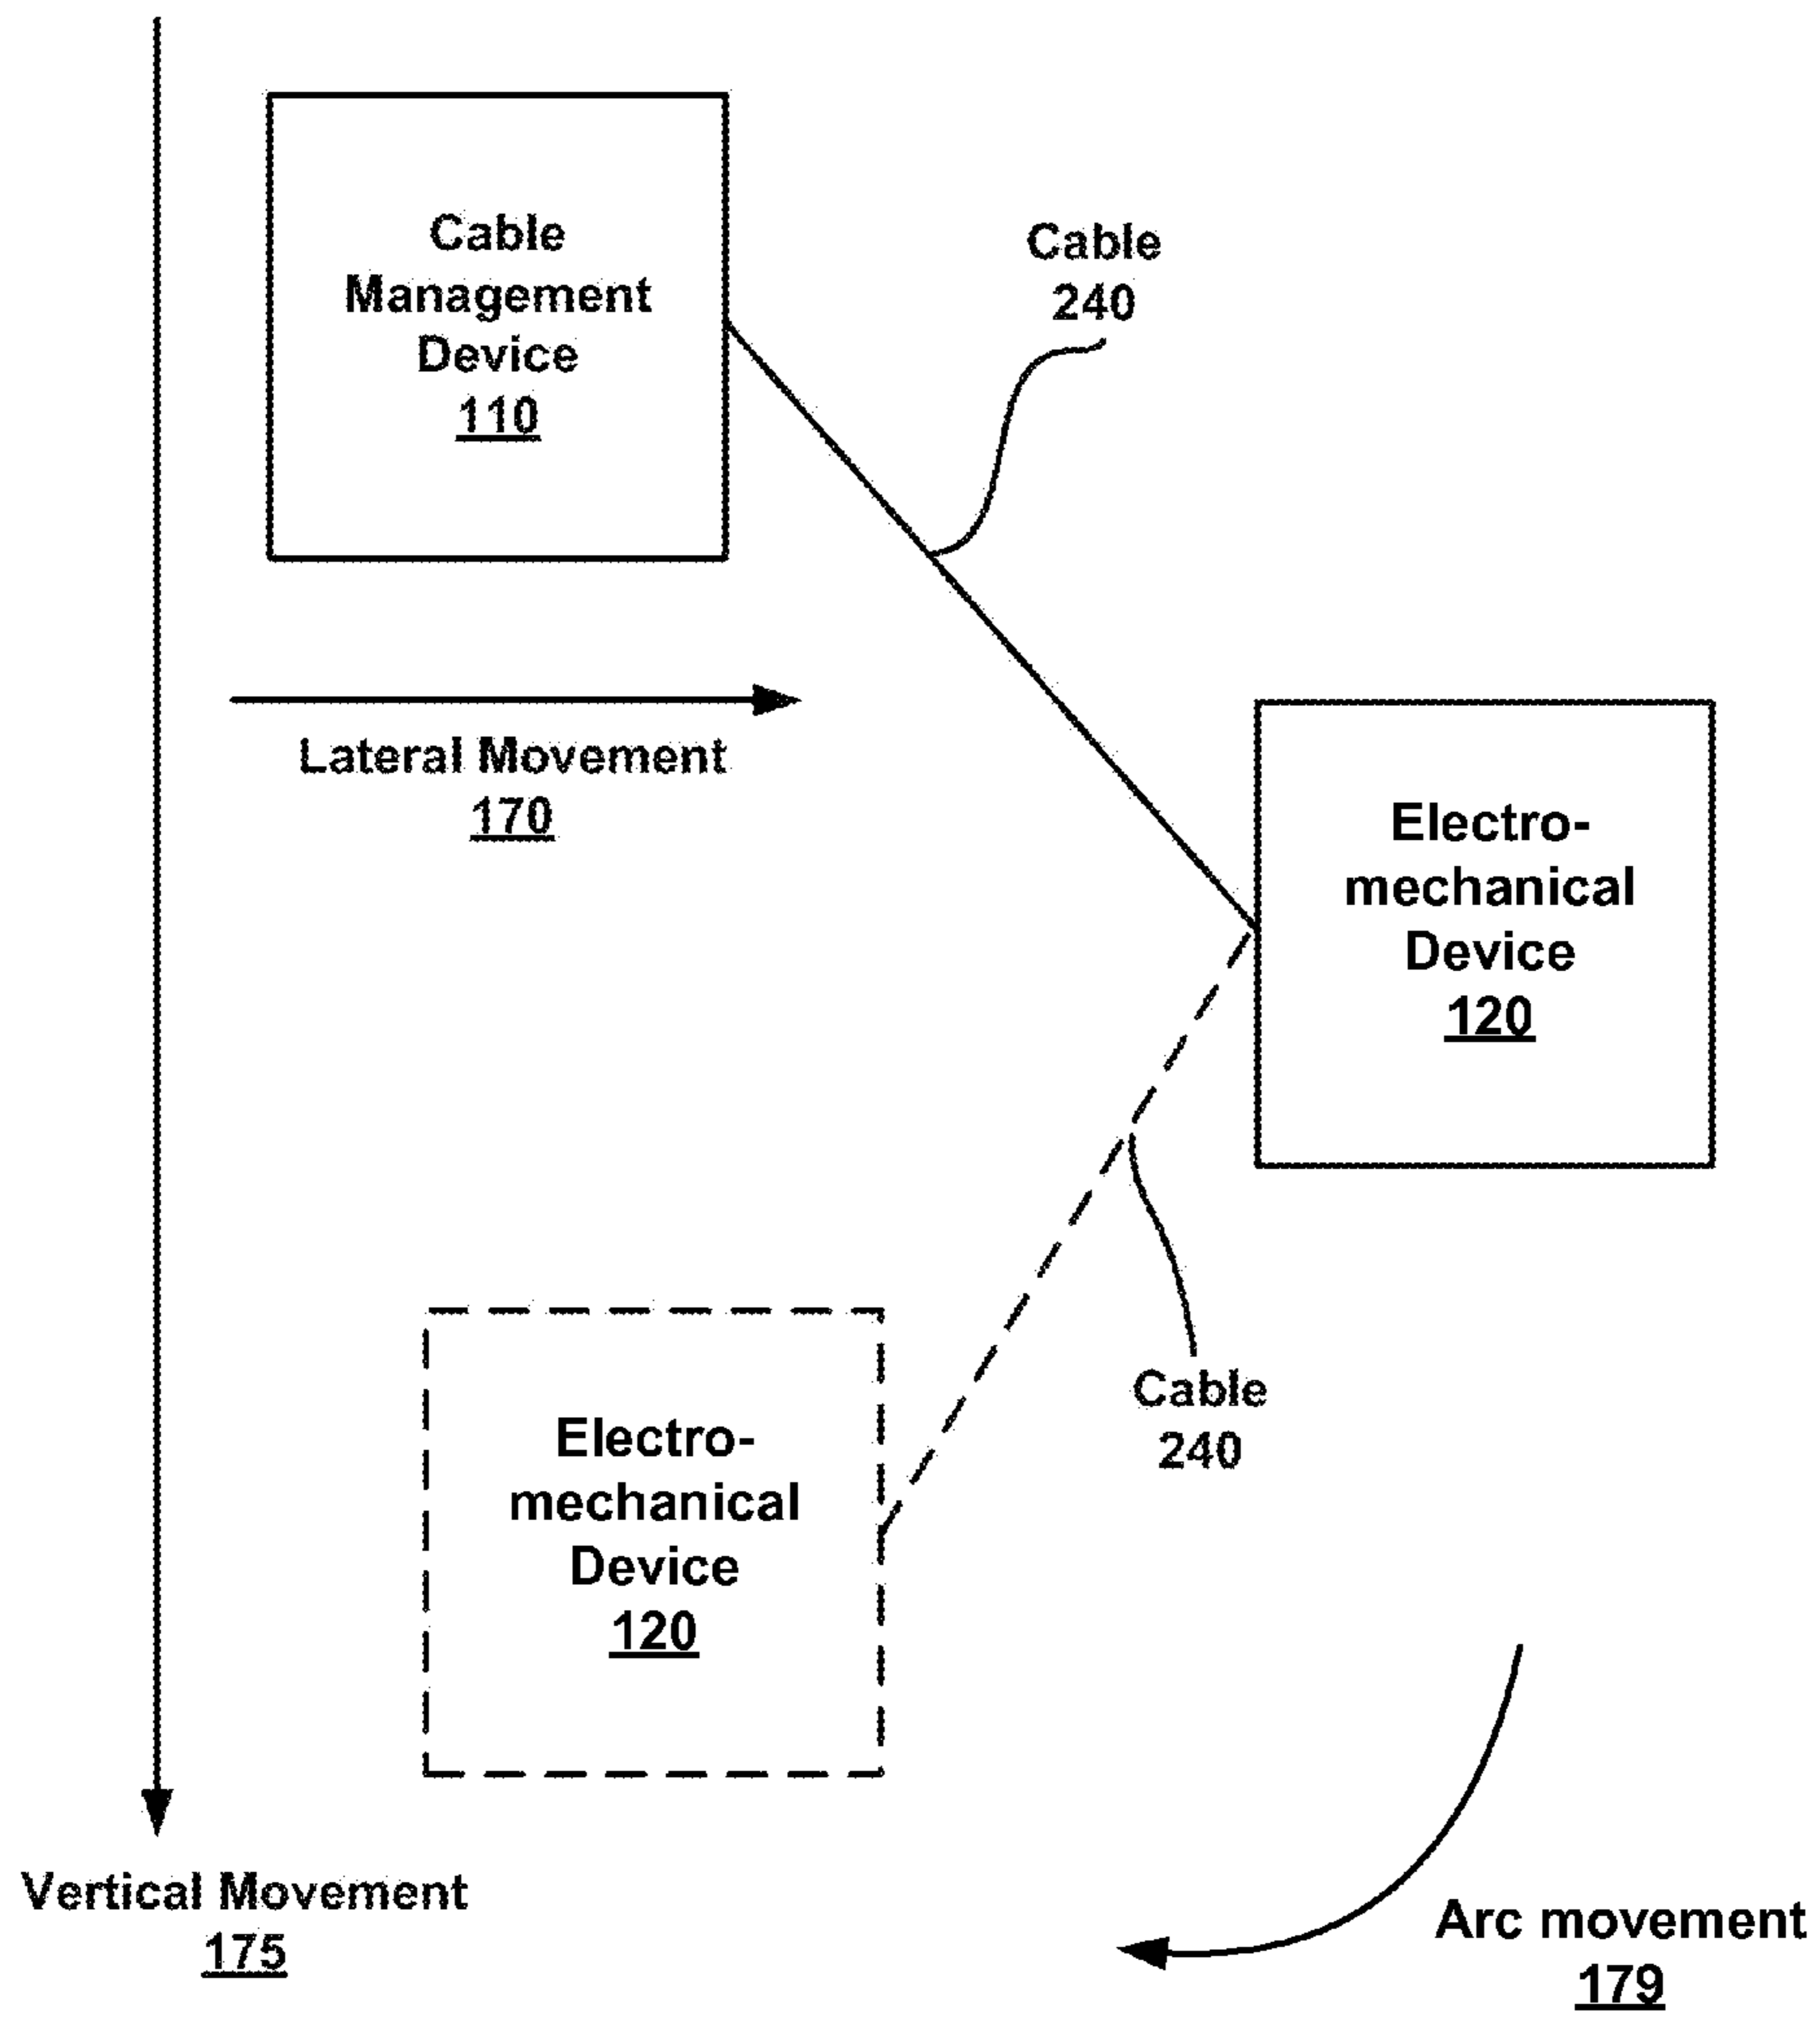 Cable
Management
Device
110
Cable
240
Lateral Movement
170
Electro-
mechanical
Device
120
Electro-
mechanical
Device
120
Cable
240
Vertical Movement
175
Arc movement
179